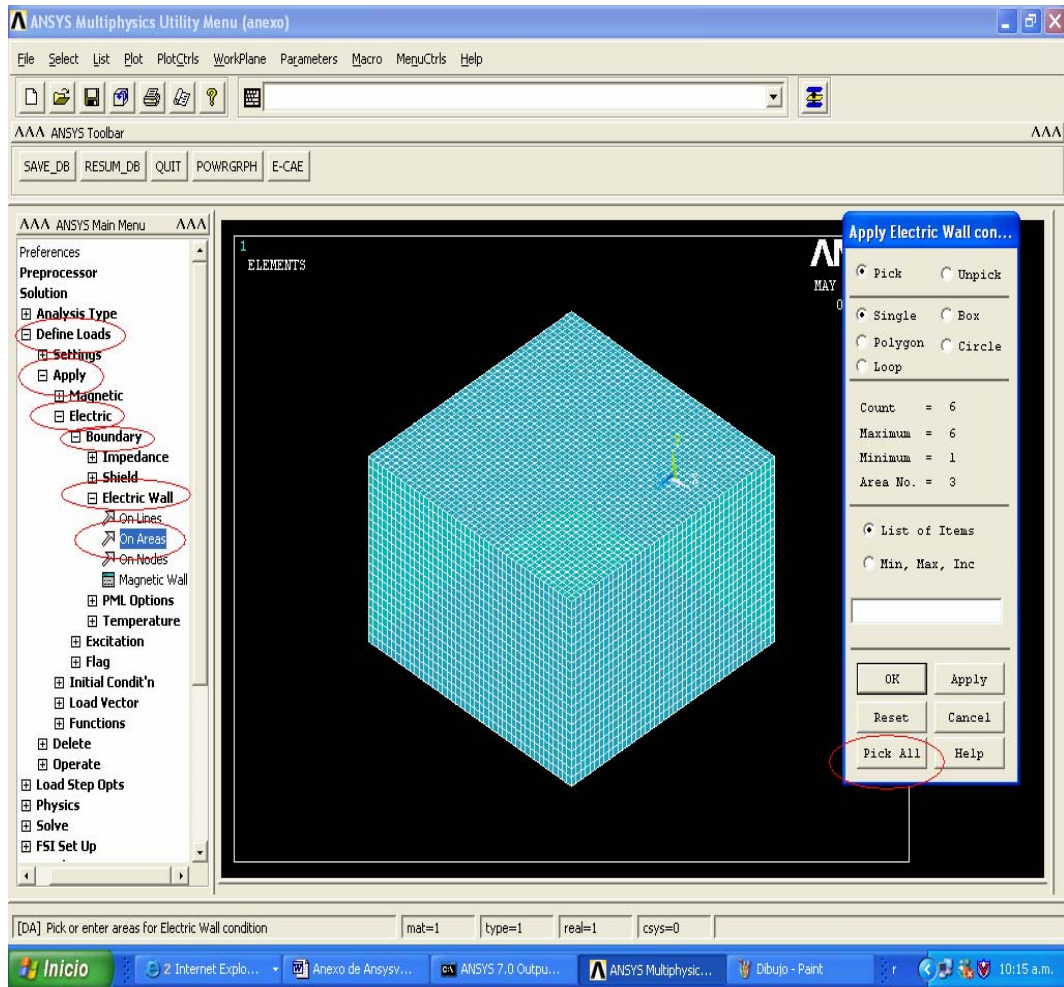 ANSYS Multiphysics Utility Menu (anexo)
File Select List Plot PlotCtrls WorkPlane Parameters Macro MenuCtrls Help
ANSYS Toolbar
SAVE_DB RESUM_DB QUIT POWRGRPH E-CAE
ANSYS Main Menu
Preferences
Preprocessor
Solution
Analysis Type
Define Loads
Settings
Apply
Magnetic
Electric
Boundary
Impedance
Shield
Electric Wall
On Lines
On Areas
On Nodes
Magnetic Wall
PML Options
Temperature
Excitation
Flag
Initial Condit'n
Load Vector
Functions
Delete
Operate
Load Step Opts
Physics
Solve
FSI Set Up
1
ELEMENTS
MAY
Apply Electric Wall con...
Pick Unpick
Single Box
Polygon Circle
Loop
Count = 6
Maximum = 6
Minimum = 1
Area No. = 3
List of Items
Min, Max, Inc
OK Apply
Reset Cancel
Pick All Help
[DA] Pick or enter areas for Electric Wall condition mat=1 type=1 real=1 csys=0
Inicio 2 Internet Explo... Anexo de Ansysv... ANSYS 7.0 Outpu... ANSYS Multiphysic... Dibujo - Paint r 10:15 a.m.